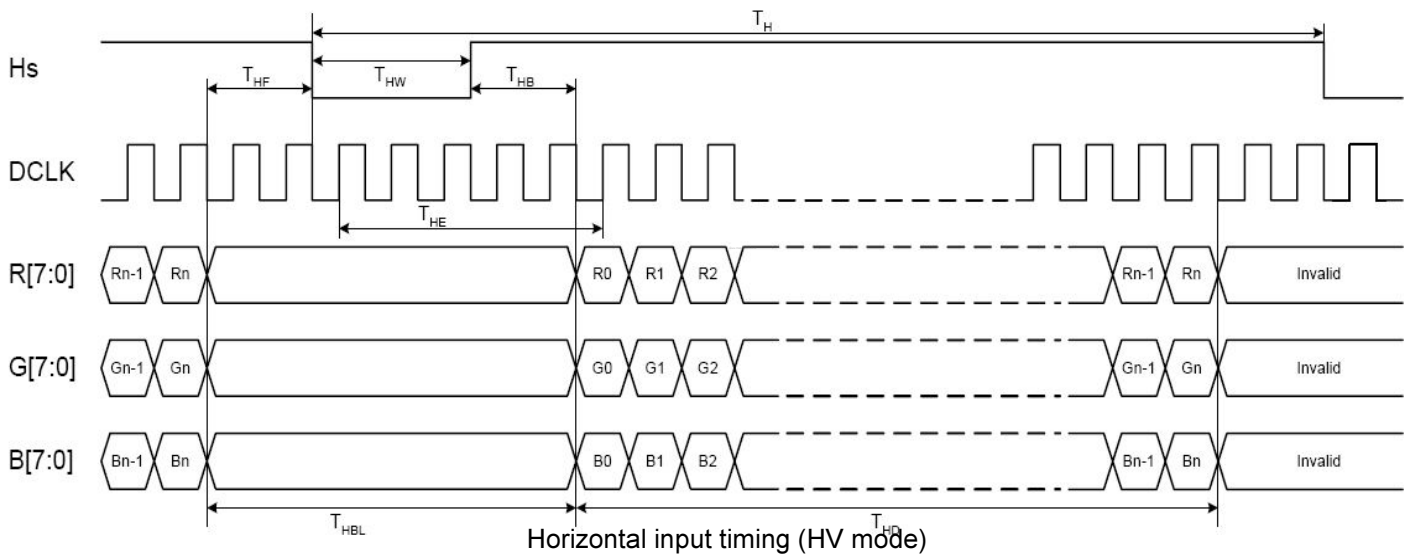 T_H
Hs
T_HF T_HW T_HB
DCLK
T_HE
R[7:0] Rn-1 Rn R0 R1 R2 Rn-1 Rn Invalid
G[7:0] Gn-1 Gn G0 G1 G2 Gn-1 Gn Invalid
B[7:0] Bn-1 Bn B0 B1 B2 Bn-1 Bn Invalid
T_HBL T_HD
Horizontal input timing (HV mode)